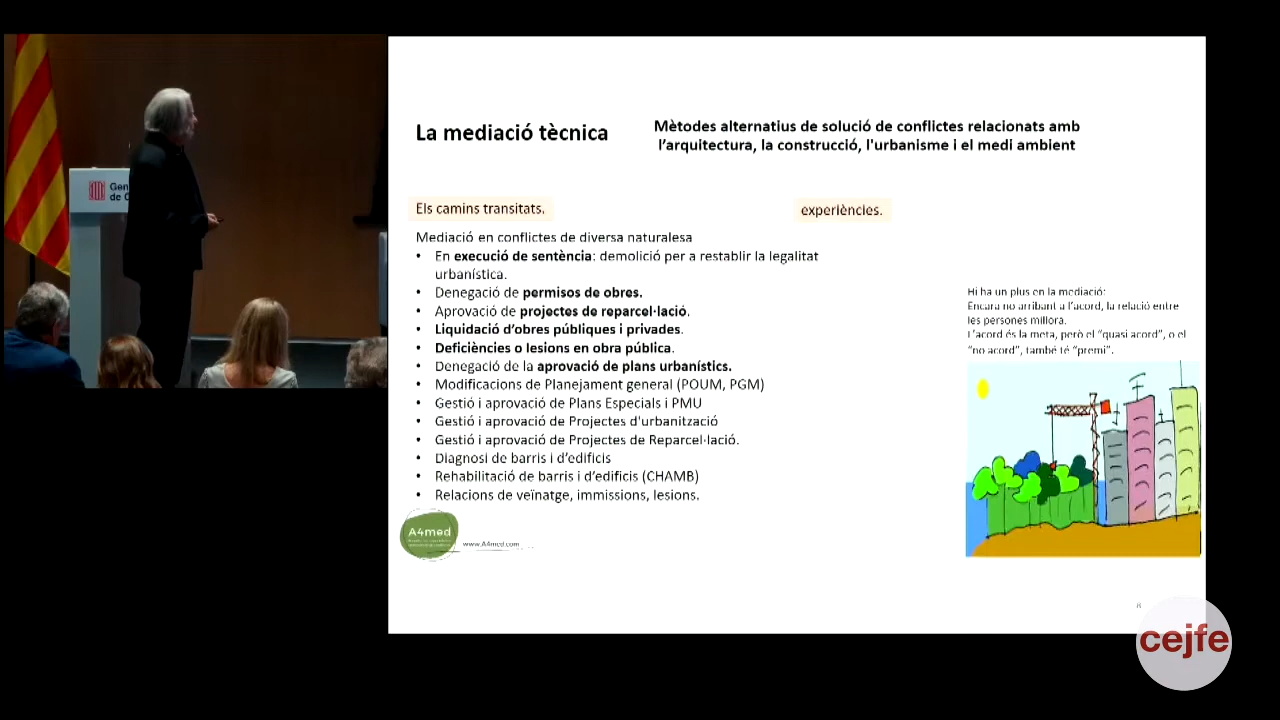 La mediació tècnica
Mètodes alternatius de solució de conflictes relacionats amb
l'arquitectura, la construcció, l'urbanisme i el medi ambient
Els camins transitats.
experiències.
Mediació en conflictes de diversa naturalesa
• En execució de sentència: demolició per a restablir la legalitat
urbanística.
• Denegació de permisos de obres.
• Aprovació de projectes de reparcel·lació.
• Liquidació d'obres públiques i privades.
• Deficiències o lesions en obra pública.
• Denegació de la aprovació de plans urbanístics.
• Modificacions de Planejament general (POUM, PGM)
• Gestió i aprovació de Plans Especials i PMU
• Gestió i aprovació de Projectes d'urbanització
• Gestió i aprovació de Projectes de Reparcel·lació.
• Diagnosi de barris i d'edificis
• Rehabilitació de barris i d'edificis (CHAMB)
• Relacions de veïnatge, immissions, lesions.
Hi ha un plus en la mediació:
Encara no arribant a l'acord, la relació entre
les persones millora.
L'acord és la meta, però el "quasi acord", o el
"no acord", també té "premi".
A4med
www.A4med.com
8
Gen
de C
cejfe